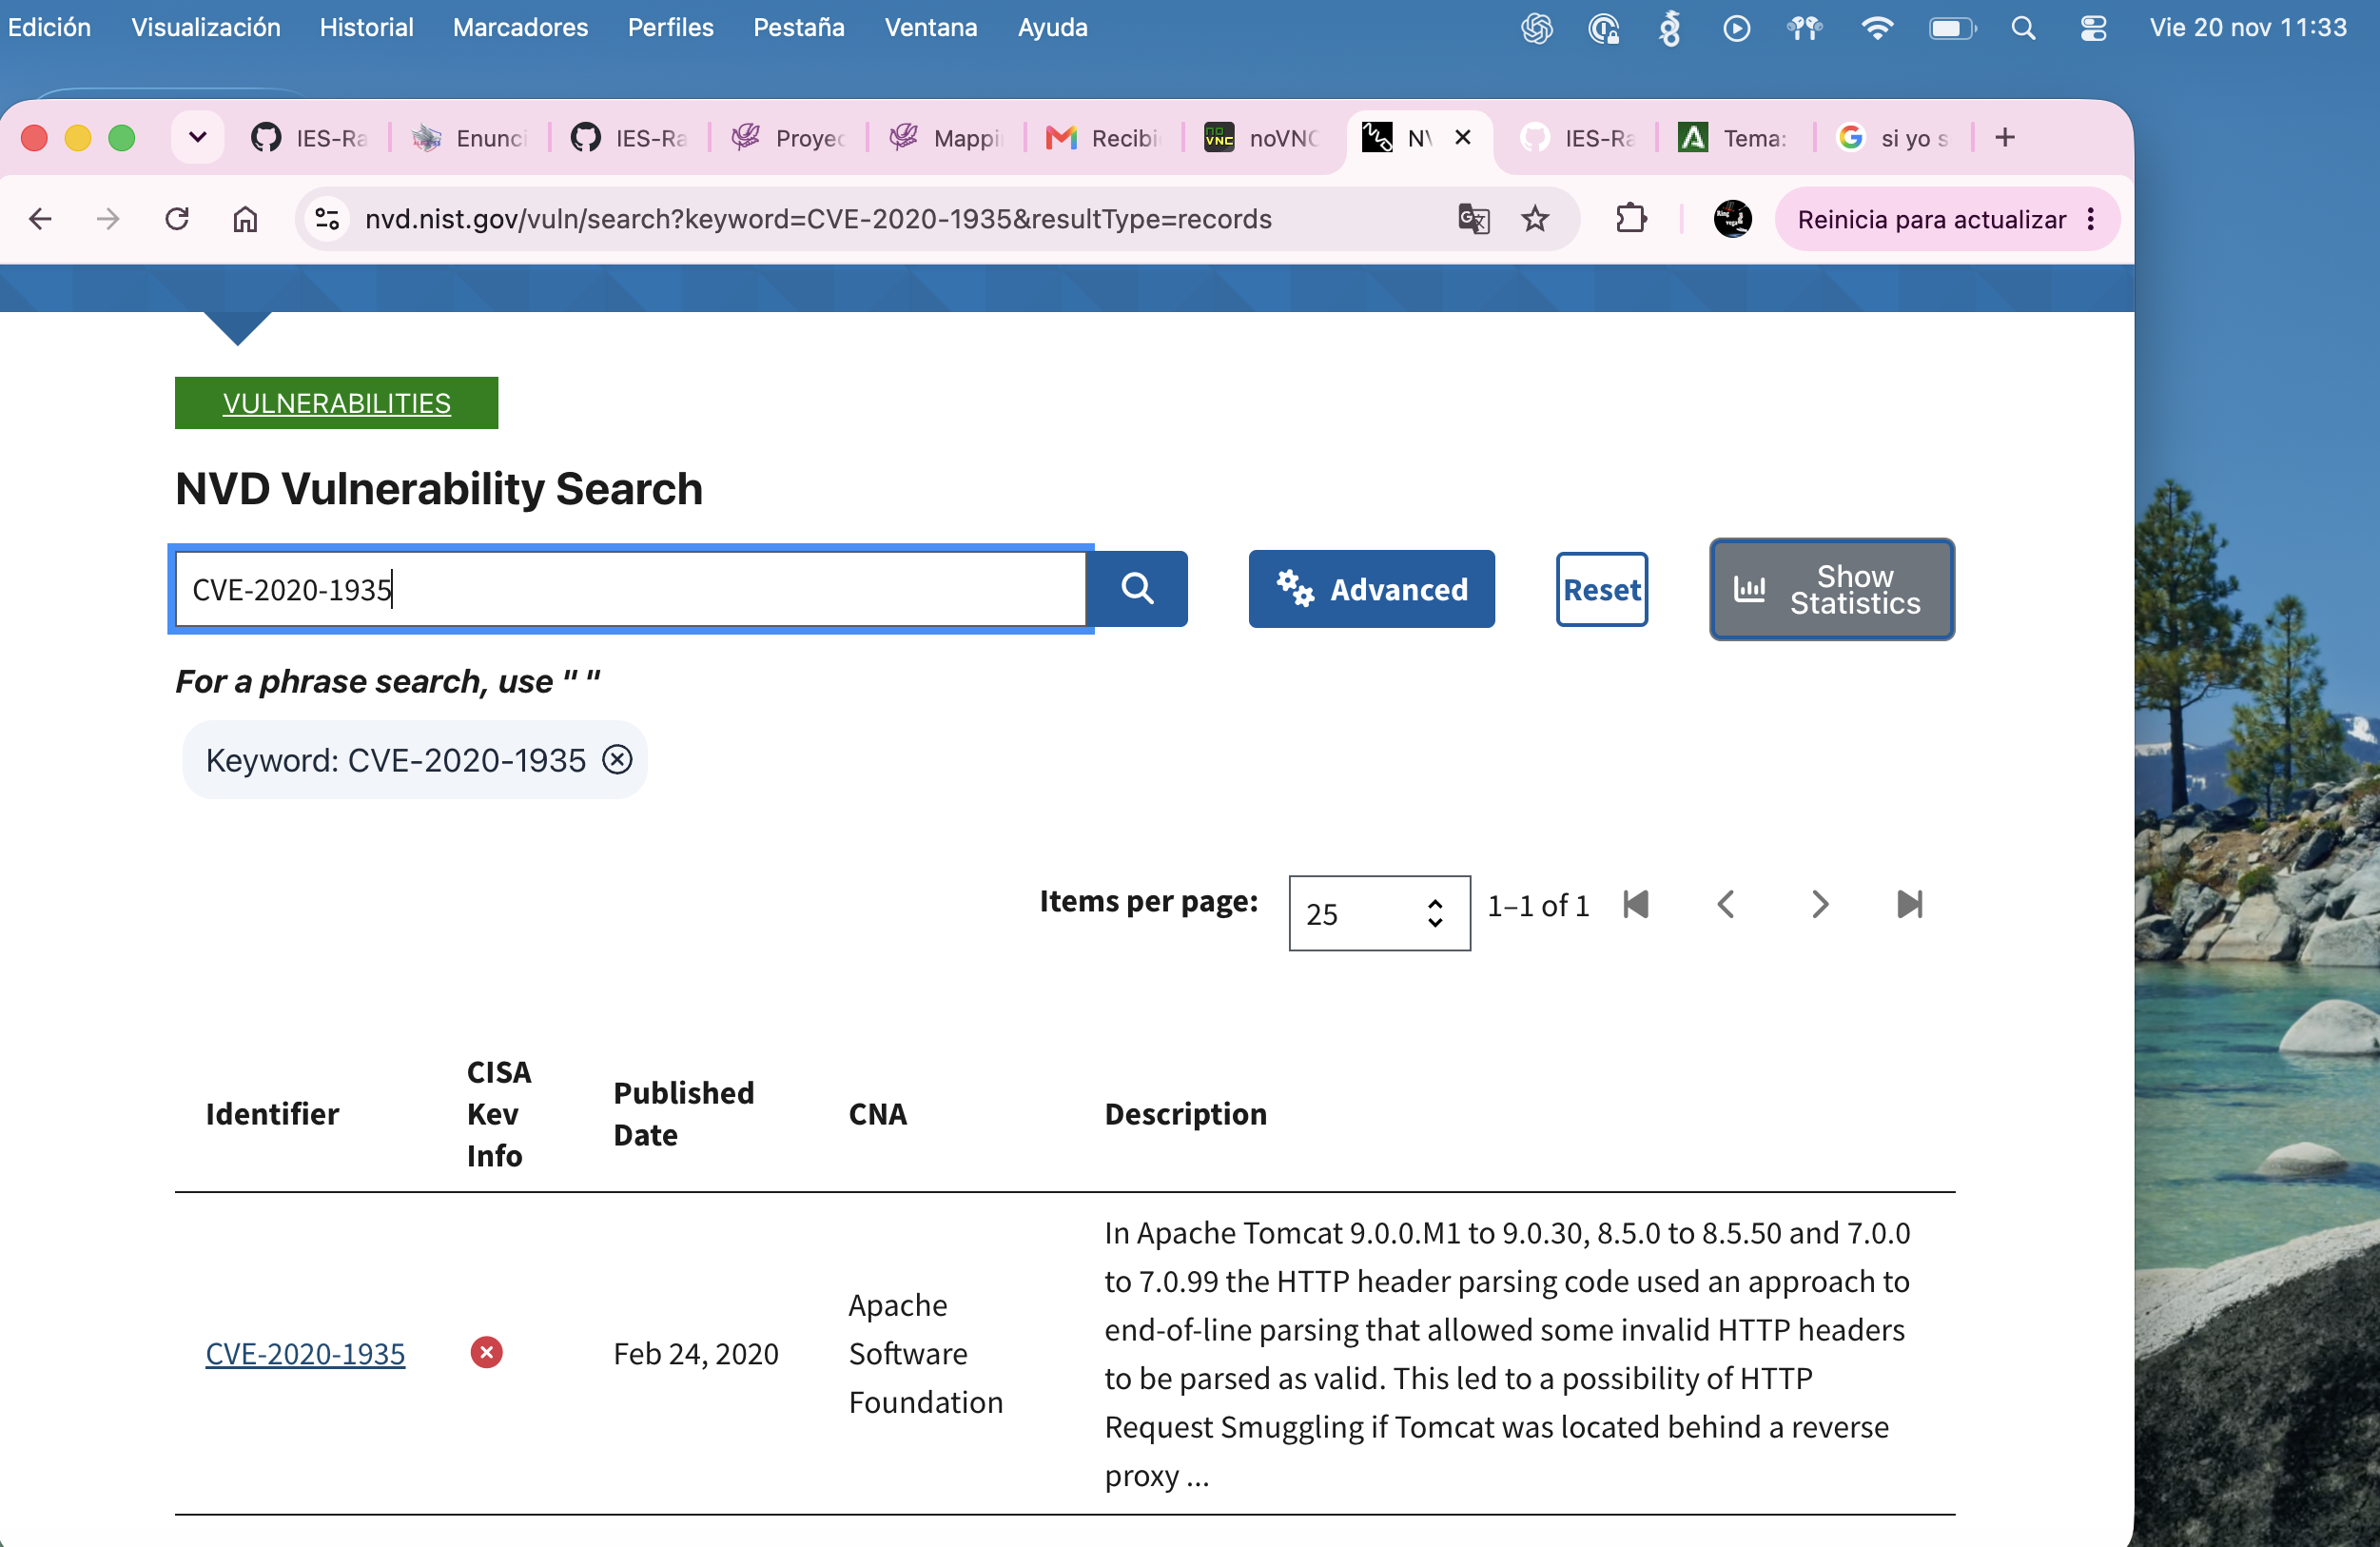 Edición Visualización Historial Marcadores Perfiles Pestaña Ventana Ayuda Vie 20 nov 11:33
IES-Ra Enunci IES-Ra Proyec Mappi Recibi noVNC NV IES-Ra Tema: si yo s
nvd.nist.gov/vuln/search?keyword=CVE-2020-1935&resultType=records Reinicia para actualizar
VULNERABILITIES
NVD Vulnerability Search
CVE-2020-1935 Advanced Reset Show
Statistics
For a phrase search, use " "
Keyword: CVE-2020-1935
Items per page: 25 1–1 of 1
Identifier CISA Kev Info Published Date CNA Description
CVE-2020-1935
Feb 24, 2020
Apache
Software
Foundation
In Apache Tomcat 9.0.0.M1 to 9.0.30, 8.5.0 to 8.5.50 and 7.0.0
to 7.0.99 the HTTP header parsing code used an approach to
end-of-line parsing that allowed some invalid HTTP headers
to be parsed as valid. This led to a possibility of HTTP
Request Smuggling if Tomcat was located behind a reverse
proxy ...